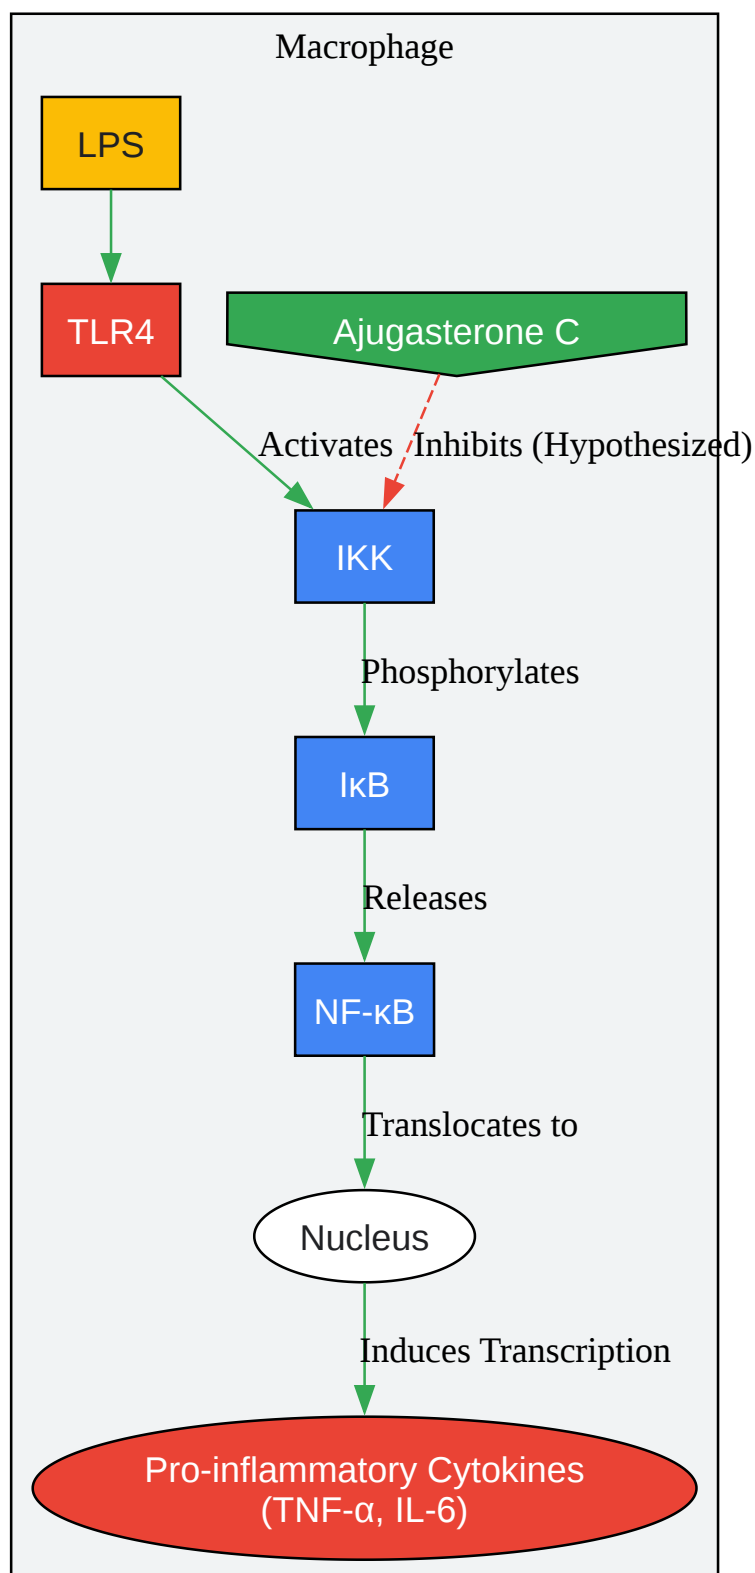 Macrophage
LPS
TLR4
Ajugasterone C
Activates
Inhibits (Hypothesized)
IKK
Phosphorylates
IκB
Releases
NF-κB
Translocates to
Nucleus
Induces Transcription
Pro-inflammatory Cytokines
(TNF-α, IL-6)